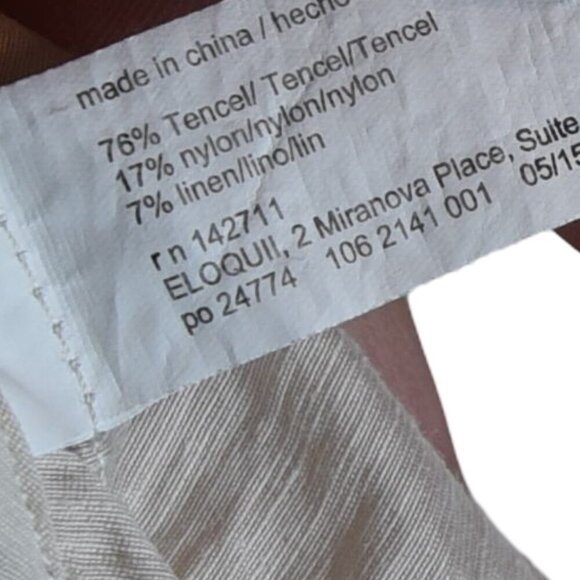 made in china / hecho
76% Tencel/ Tencel/Tencel
17% nylon/nylon/nylon
7% linen/lino/lin
rn 142711
ELOQUII, 2 Miranova Place, Suite
po 24774 106 2141 001 05/15